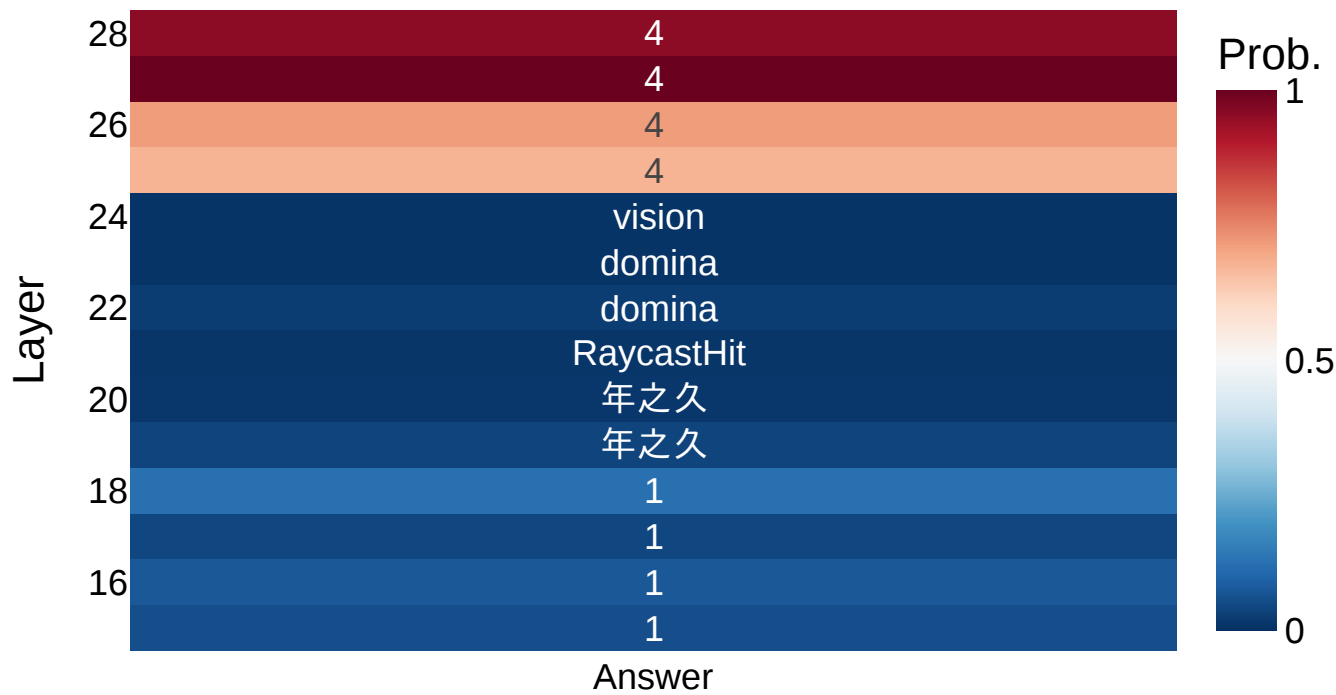 28 4
4
26 4
4
24 vision
domina
22 domina
RaycastHit
20 年之久
年之久
18 1
1
16 1
1
Layer
Answer
Prob.
1
0.5
0